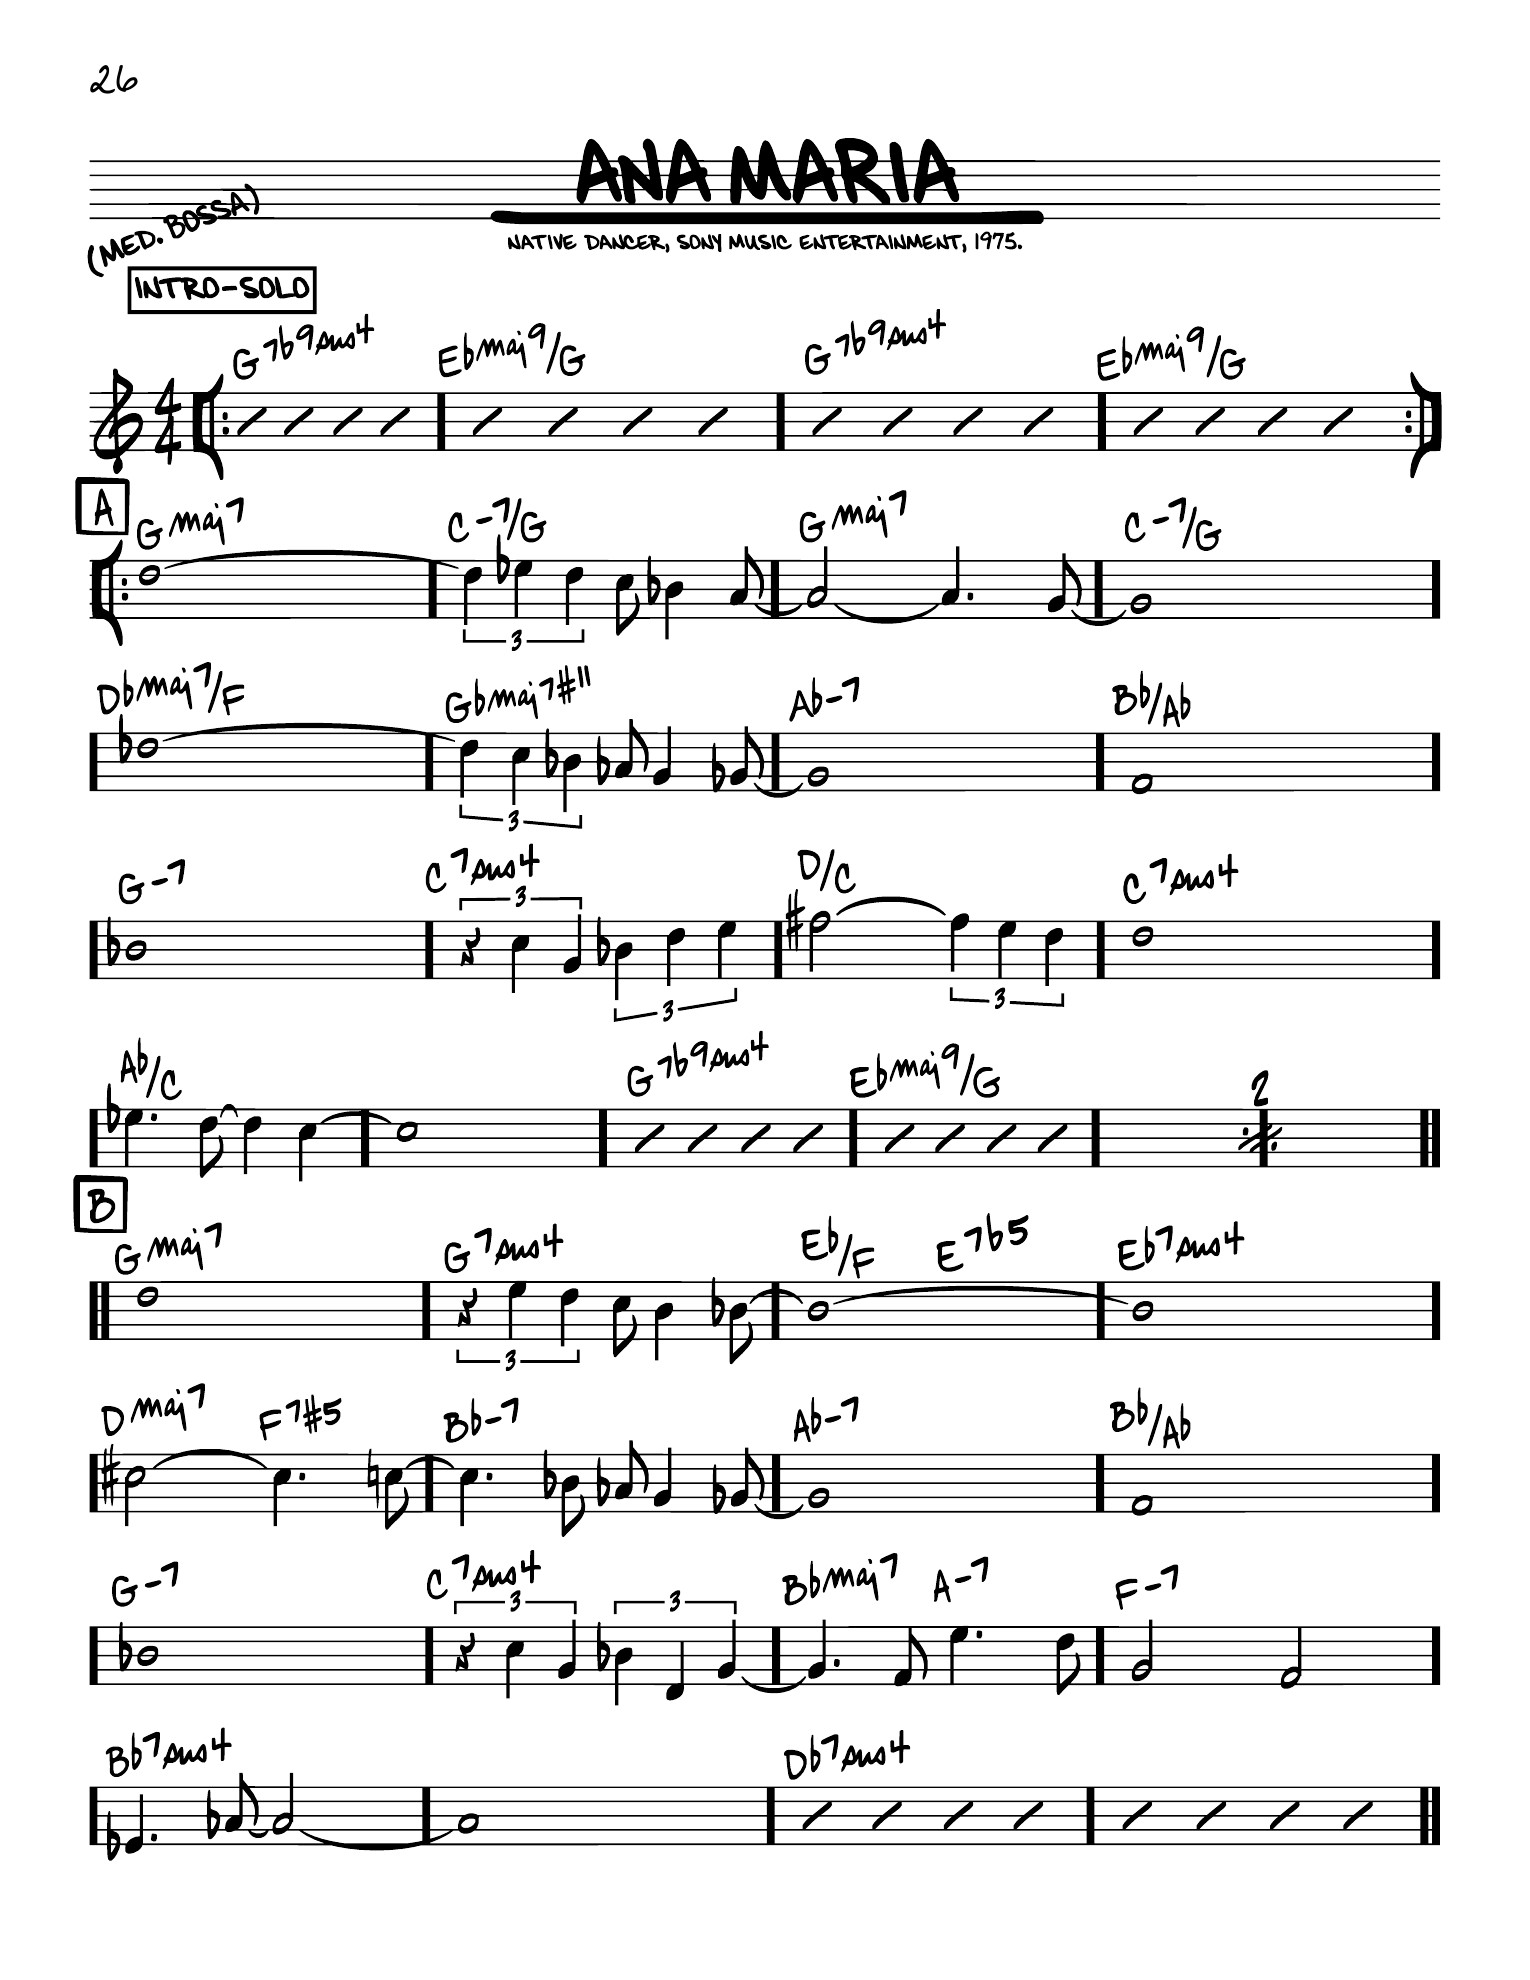 26
ANA MARIA
(MED. BOSSA)
NATIVE DANCER, SONY MUSIC ENTERTAINMENT, 1975.
INTRO-SOLO
G7b9sus4 Ebmaj9/G G7b9sus4 Ebmaj9/G
4
4
A
Gmaj7 C-7/G Gmaj7 C-7/G
3
Dbmaj7/F Gbmaj7#11 Ab-7 Bb/Ab
3
G-7 C7sus4 D/C C7sus4
3
3 3
Ab/C G7b9sus4 Ebmaj9/G 2
B
Gmaj7 G7sus4 Eb/F E7b5 Eb7sus4
3
Dmaj7 F7#5 Bb-7 Ab-7 Bb/Ab
G-7 C7sus4 Bbmaj7 A-7 F-7
3 3
Bb7sus4 Db7sus4